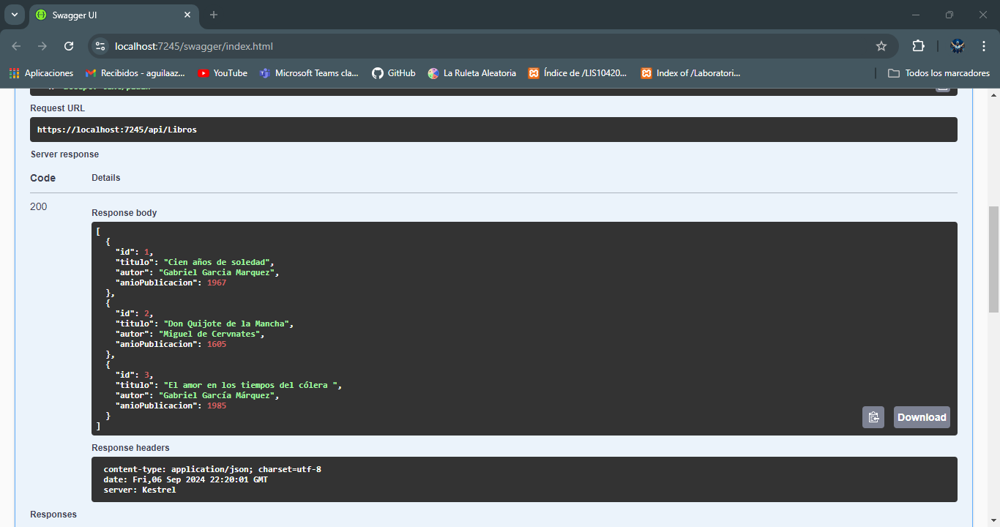 Swagger UI
localhost:7245/swagger/index.html
Aplicaciones
Recibidos - aguilaaz...
YouTube
Microsoft Teams cla...
GitHub
La Ruleta Aleatoria
Índice de /LIS10420...
Index of /Laboratori...
Todos los marcadores
Request URL
https://localhost:7245/api/Libros
Server response
Code Details
200
Response body
[
  {
    "id": 1,
    "titulo": "Cien años de soledad",
    "autor": "Gabriel Garcia Marquez",
    "anioPublicacion": 1967
  },
  {
    "id": 2,
    "titulo": "Don Quijote de la Mancha",
    "autor": "Miguel de Cervnates",
    "anioPublicacion": 1605
  },
  {
    "id": 3,
    "titulo": "El amor en los tiempos del cólera ",
    "autor": "Gabriel García Márquez",
    "anioPublicacion": 1985
  }
]
Download
Response headers
content-type: application/json; charset=utf-8
date: Fri,06 Sep 2024 22:20:01 GMT
server: Kestrel
Responses